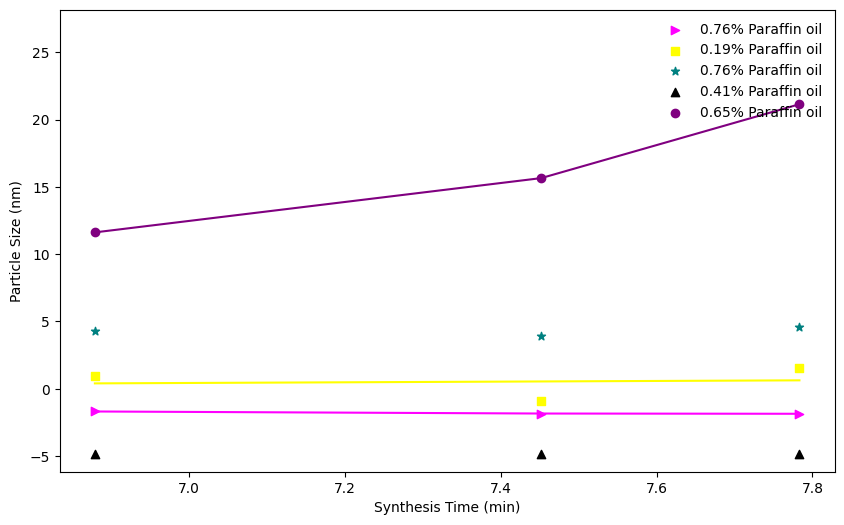 0.76% Paraffin oil
0.19% Paraffin oil
0.76% Paraffin oil
0.41% Paraffin oil
0.65% Paraffin oil
25
20
15
10
5
0
−5
Particle Size (nm)
7.0 7.2 7.4 7.6 7.8
Synthesis Time (min)